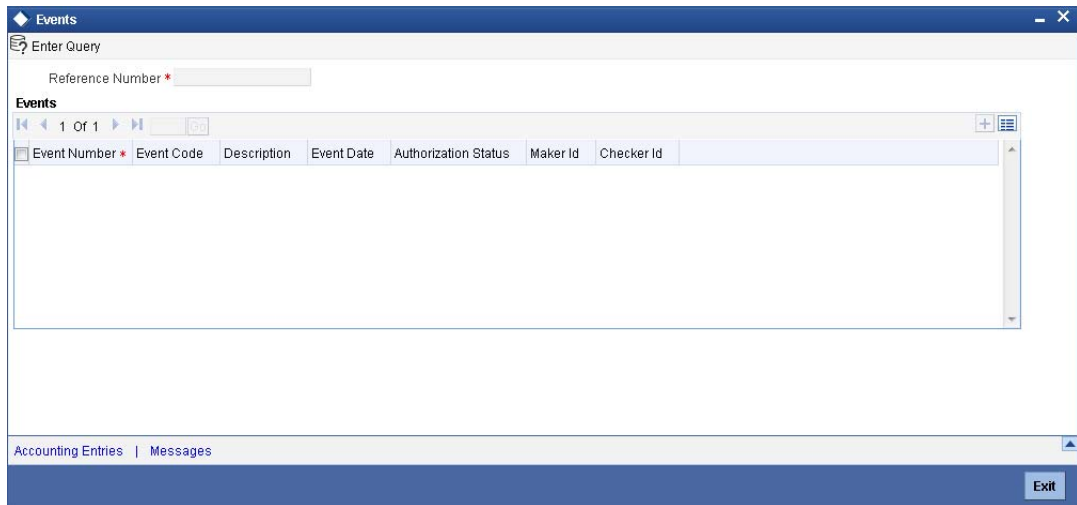 Events
Enter Query
Reference Number *
Events
1 Of 1 Go
Event Number * Event Code Description Event Date Authorization Status Maker Id Checker Id
Accounting Entries | Messages
Exit